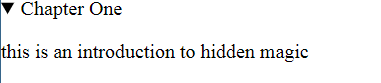 ▼ Chapter One
this is an introduction to hidden magic